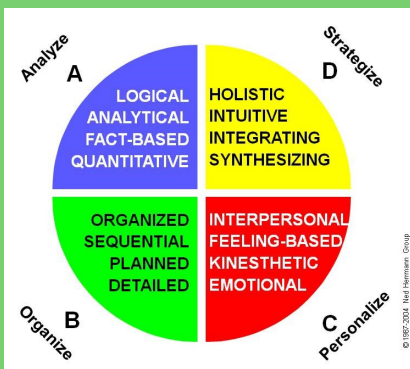 Analyze
A
LOGICAL
ANALYTICAL
FACT-BASED
QUANTITATIVE
Strategize
D
HOLISTIC
INTUITIVE
INTEGRATING
SYNTHESIZING
ORGANIZED
SEQUENTIAL
PLANNED
DETAILED
B
Organize
INTERPERSONAL
FEELING-BASED
KINESTHETIC
EMOTIONAL
C
Personalize
© 1987-2004 Ned Herrmann Group